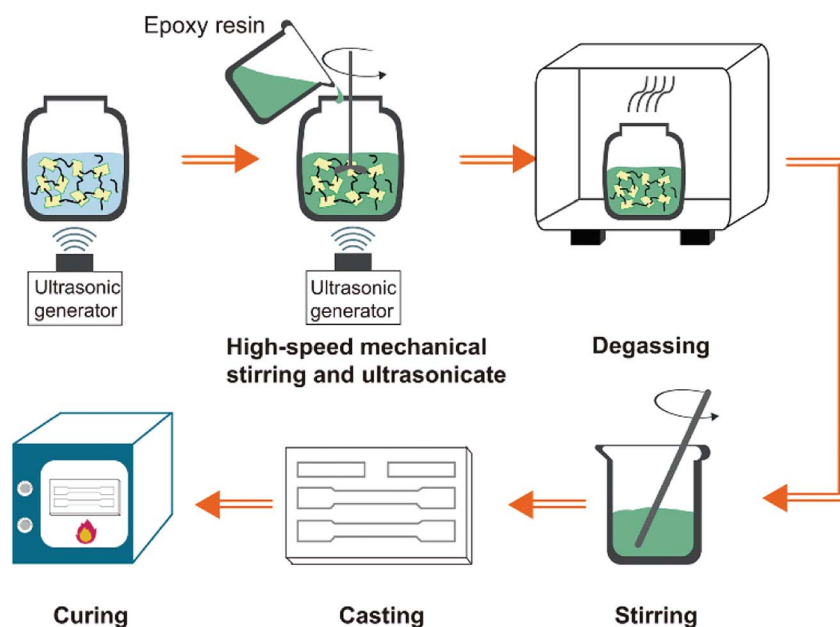 Epoxy resin
Ultrasonic
generator
Ultrasonic
generator
High-speed mechanical
stirring and ultrasonicate
Degassing
Curing
Casting
Stirring